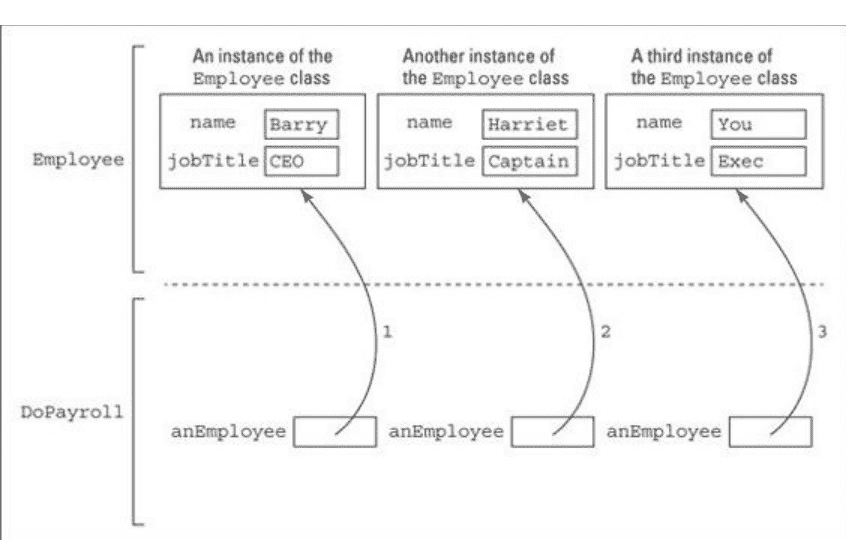 An instance of the
Employee class
Another instance of
the Employee class
A third instance of
the Employee class
Employee
name Barry
jobTitle CEO
name Harriet
jobTitle Captain
name You
jobTitle Exec
1
2
3
DoPayroll
anEmployee
anEmployee
anEmployee